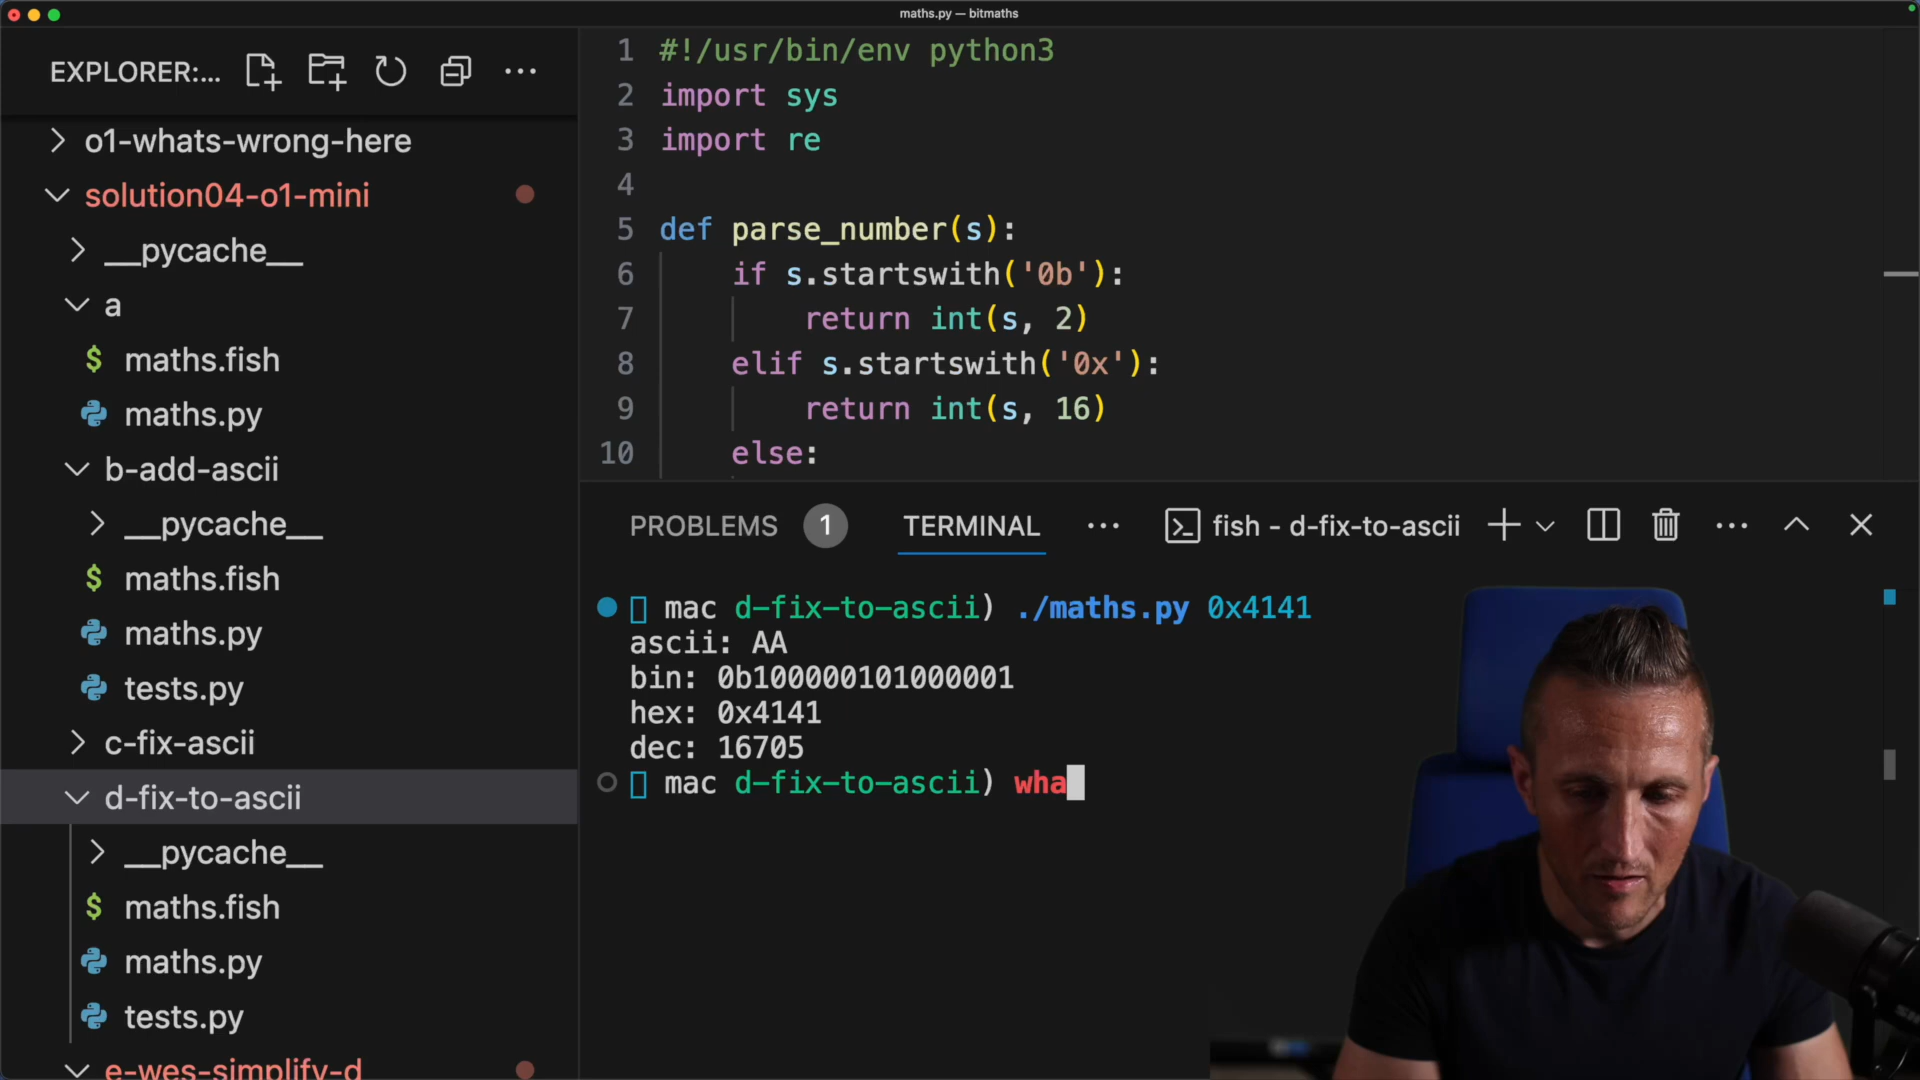 maths.py — bitmaths
EXPLORER:...
o1-whats-wrong-here
solution04-o1-mini
__pycache__
a
maths.fish
maths.py
b-add-ascii
__pycache__
maths.fish
maths.py
tests.py
c-fix-ascii
d-fix-to-ascii
__pycache__
maths.fish
maths.py
tests.py
e-wes-simplify-d
1 #!/usr/bin/env python3
2 import sys
3 import re
4
5 def parse_number(s):
6 if s.startswith('0b'):
7 return int(s, 2)
8 elif s.startswith('0x'):
9 return int(s, 16)
10 else:
PROBLEMS 1 TERMINAL ... fish - d-fix-to-ascii
mac d-fix-to-ascii) ./maths.py 0x4141
ascii: AA
bin: 0b100000101000001
hex: 0x4141
dec: 16705
mac d-fix-to-ascii) wha